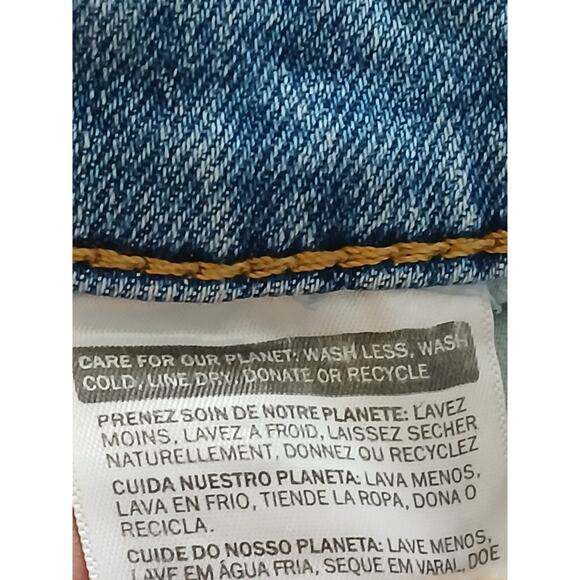 CARE FOR OUR PLANET: WASH LESS, WASH
COLD, LINE DRY, DONATE OR RECYCLE
PRENEZ SOIN DE NOTRE PLANETE: LAVEZ
MOINS, LAVEZ A FROID, LAISSEZ SECHER
NATURELLEMENT, DONNEZ OU RECYCLEZ
CUIDA NUESTRO PLANETA: LAVA MENOS,
LAVA EN FRIO, TIENDE LA ROPA, DONA O
RECICLA.
CUIDE DO NOSSO PLANETA: LAVE MENOS,
LAVE EM ÁGUA FRIA, SEQUE EM VARAL, DOE